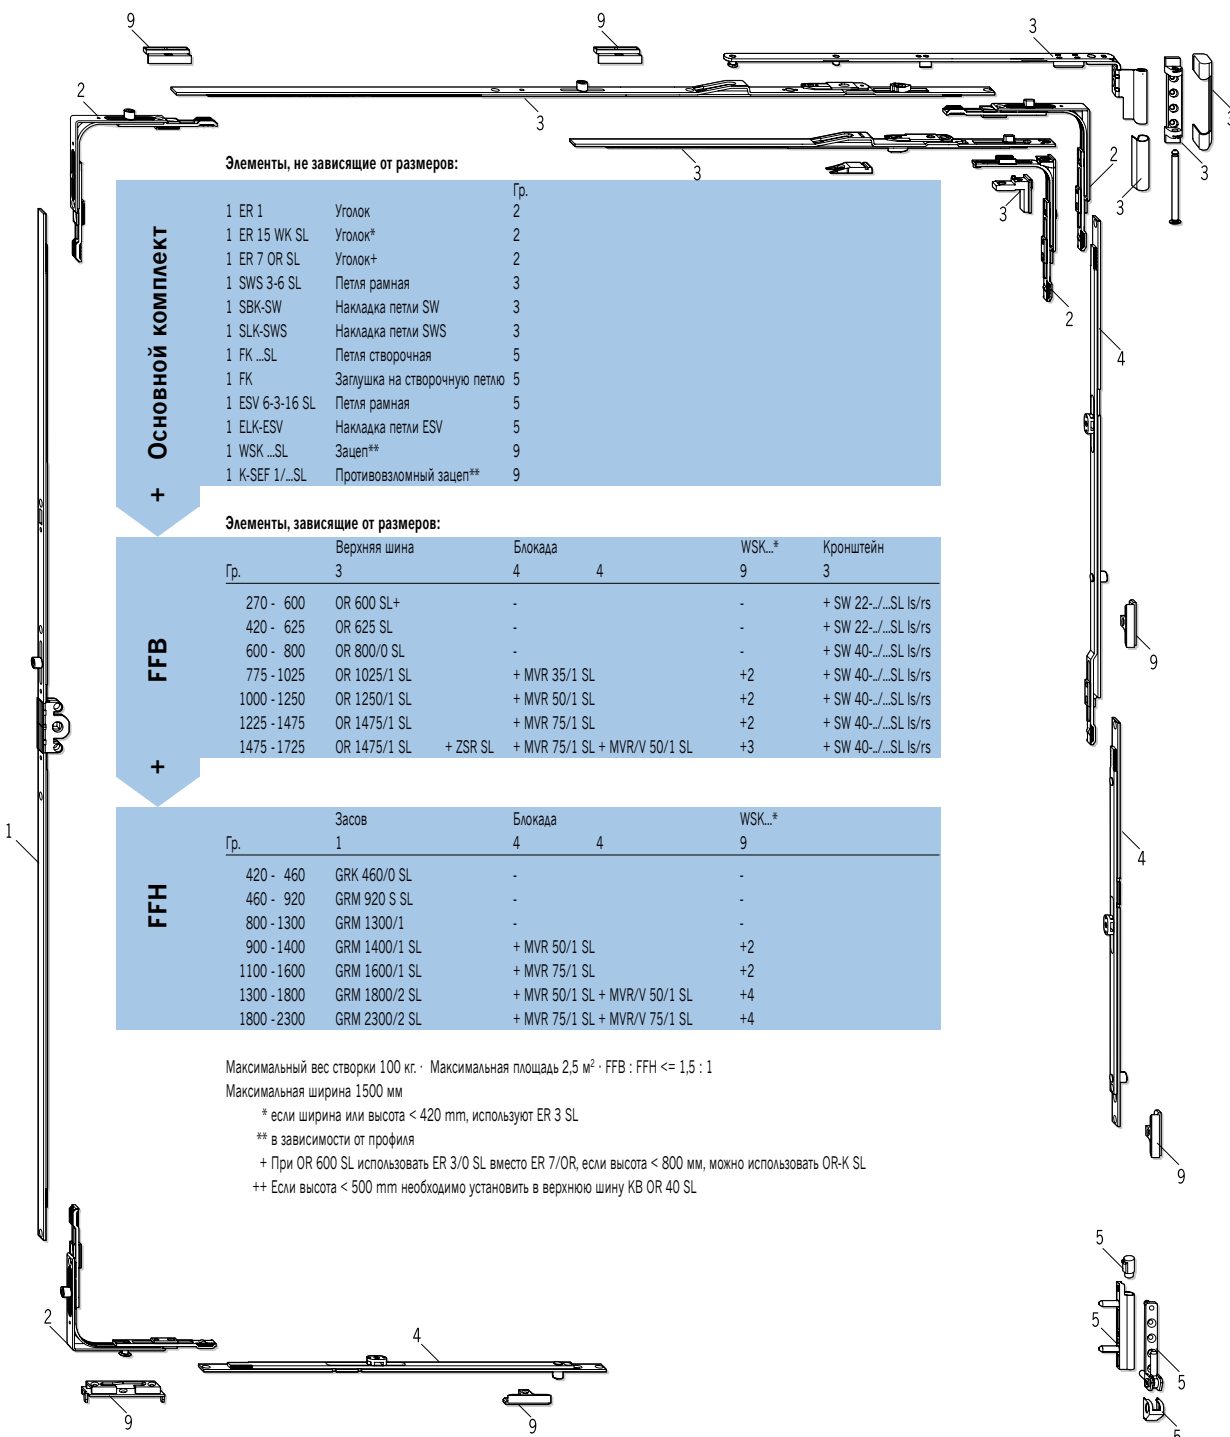 9
9
3
2
3
3
3
3
2
3
3
3
2
4
1
9
4
9
2
4
9
9
5
5
5
5
Элементы, не зависящие от размеров:
Основной комплект
+
Гр.
1 ER 1 Уголок 2
1 ER 15 WK SL Уголок* 2
1 ER 7 OR SL Уголок+ 2
1 SWS 3-6 SL Петля рамная 3
1 SBK-SW Накладка петли SW 3
1 SLK-SWS Накладка петли SWS 3
1 FK ...SL Петля створочная 5
1 FK Заглушка на створочную петлю 5
1 ESV 6-3-16 SL Петля рамная 5
1 ELK-ESV Накладка петли ESV 5
1 WSK ...SL Зацеп** 9
1 K-SEF 1/...SL Противовзломный зацеп** 9
Элементы, зависящие от размеров:
FFB
+
Верхняя шина Блокада WSK...* Кронштейн
Гр. 3 4 4 9 3
270 - 600 OR 600 SL+ - - + SW 22-../...SL ls/rs
420 - 625 OR 625 SL - - + SW 22-../...SL ls/rs
600 - 800 OR 800/0 SL - - + SW 40-../...SL ls/rs
775 -1025 OR 1025/1 SL + MVR 35/1 SL +2 + SW 40-../...SL ls/rs
1000 -1250 OR 1250/1 SL + MVR 50/1 SL +2 + SW 40-../...SL ls/rs
1225 -1475 OR 1475/1 SL + MVR 75/1 SL +2 + SW 40-../...SL ls/rs
1475 -1725 OR 1475/1 SL + ZSR SL + MVR 75/1 SL + MVR/V 50/1 SL +3 + SW 40-../...SL ls/rs
FFH
Засов Блокада WSK...*
Гр. 1 4 4 9
420 - 460 GRK 460/0 SL - -
460 - 920 GRM 920 S SL - -
800 -1300 GRM 1300/1 - -
900 -1400 GRM 1400/1 SL + MVR 50/1 SL +2
1100 -1600 GRM 1600/1 SL + MVR 75/1 SL +2
1300 -1800 GRM 1800/2 SL + MVR 50/1 SL + MVR/V 50/1 SL +4
1800 -2300 GRM 2300/2 SL + MVR 75/1 SL + MVR/V 75/1 SL +4
Максимальный вес створки 100 кг. · Максимальная площадь 2,5 м² · FFB : FFH <= 1,5 : 1
Максимальная ширина 1500 мм
* если ширина или высота < 420 mm, используют ER 3 SL
** в зависимости от профиля
+ При OR 600 SL использовать ER 3/0 SL вместо ER 7/OR, если высота < 800 мм, можно использовать OR-K SL
++ Если высота < 500 mm необходимо установить в верхнюю шину KB OR 40 SL